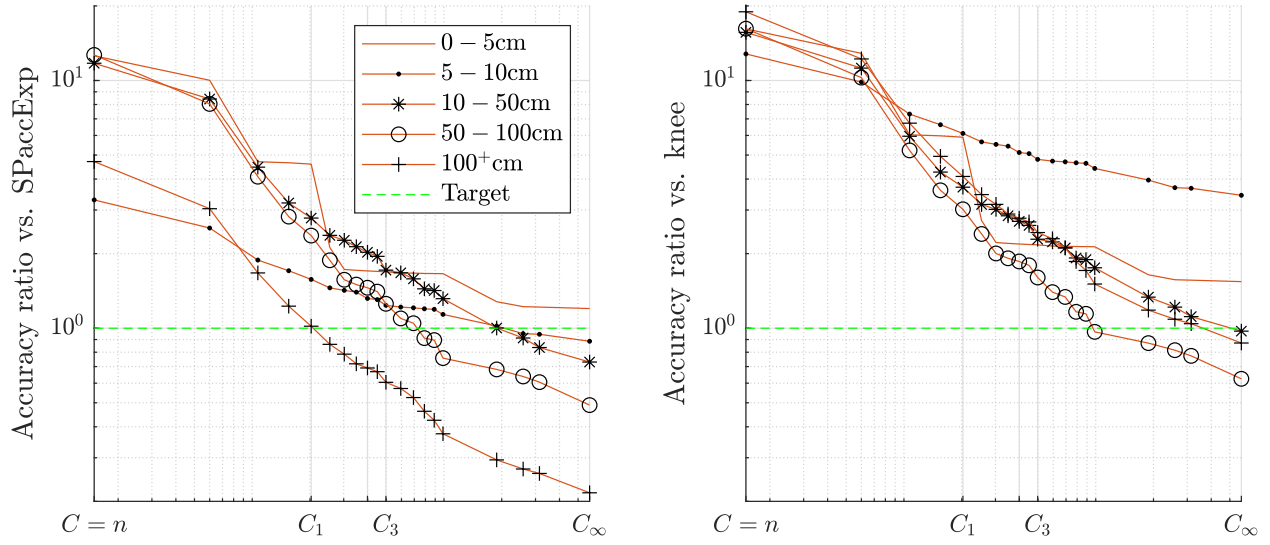 Accuracy ratio vs. SPaccExp
10¹
10⁰
0 − 5cm
5 − 10cm
10 − 50cm
50 − 100cm
100⁺cm
Target
C = n
C₁
C₃
C∞
Accuracy ratio vs. knee
10¹
10⁰
C = n
C₁
C₃
C∞